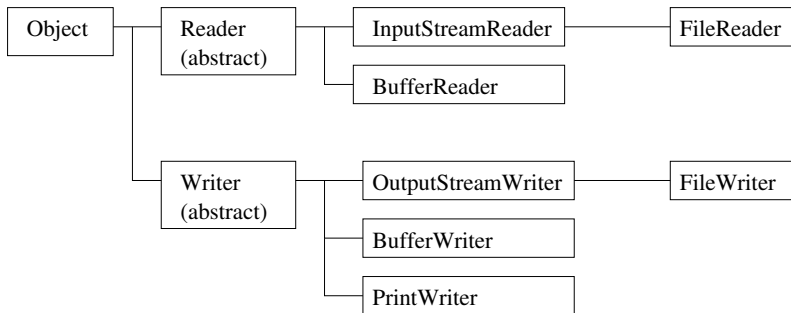 Object
Reader
(abstract)
InputStreamReader
FileReader
BufferReader
Writer
(abstract)
OutputStreamWriter
FileWriter
BufferWriter
PrintWriter